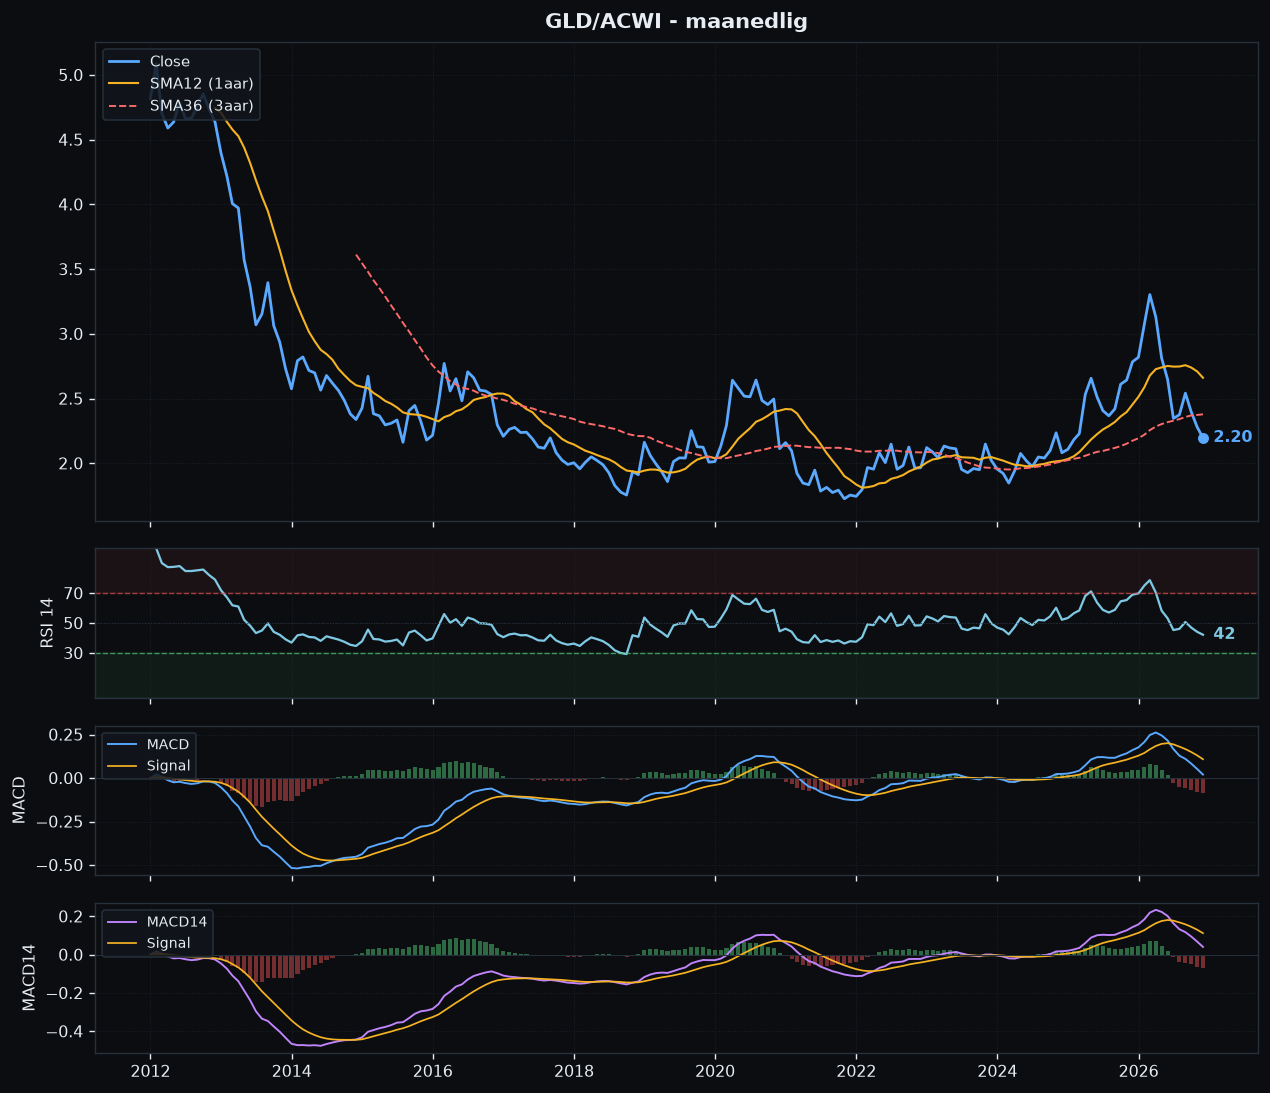 GLD/ACWI - maanedlig
Close
SMA12 (1aar)
SMA36 (3aar)
5.0
4.5
4.0
3.5
3.0
2.5
2.0
2.20
RSI 14
70
50
30
42
MACD
0.25
0.00
−0.25
−0.50
MACD
Signal
MACD14
0.2
0.0
−0.2
−0.4
MACD14
Signal
2012 2014 2016 2018 2020 2022 2024 2026